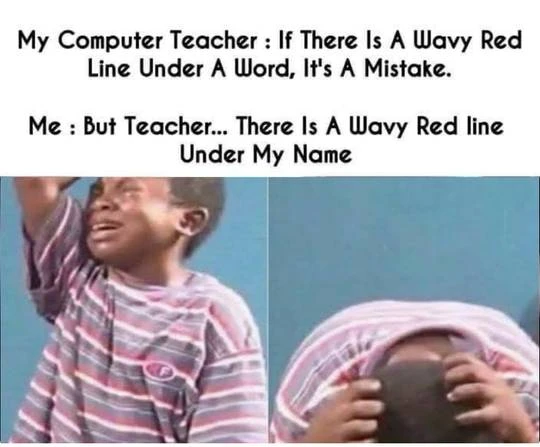 My Computer Teacher : If There Is A Wavy Red
Line Under A Word, It's A Mistake.
Me : But Teacher... There Is A Wavy Red line
Under My Name